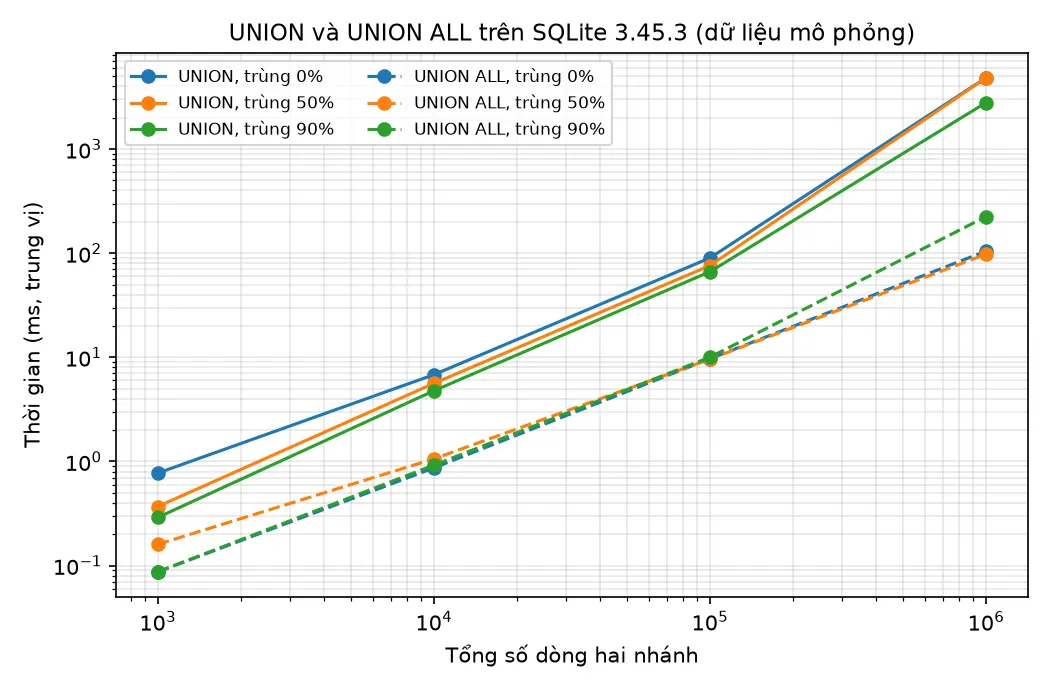 UNION và UNION ALL trên SQLite 3.45.3 (dữ liệu mô phỏng)
UNION, trùng 0%
UNION, trùng 50%
UNION, trùng 90%
UNION ALL, trùng 0%
UNION ALL, trùng 50%
UNION ALL, trùng 90%
Thời gian (ms, trung vị)
10³
10²
10¹
10⁰
10⁻¹
10³ 10⁴ 10⁵ 10⁶
Tổng số dòng hai nhánh